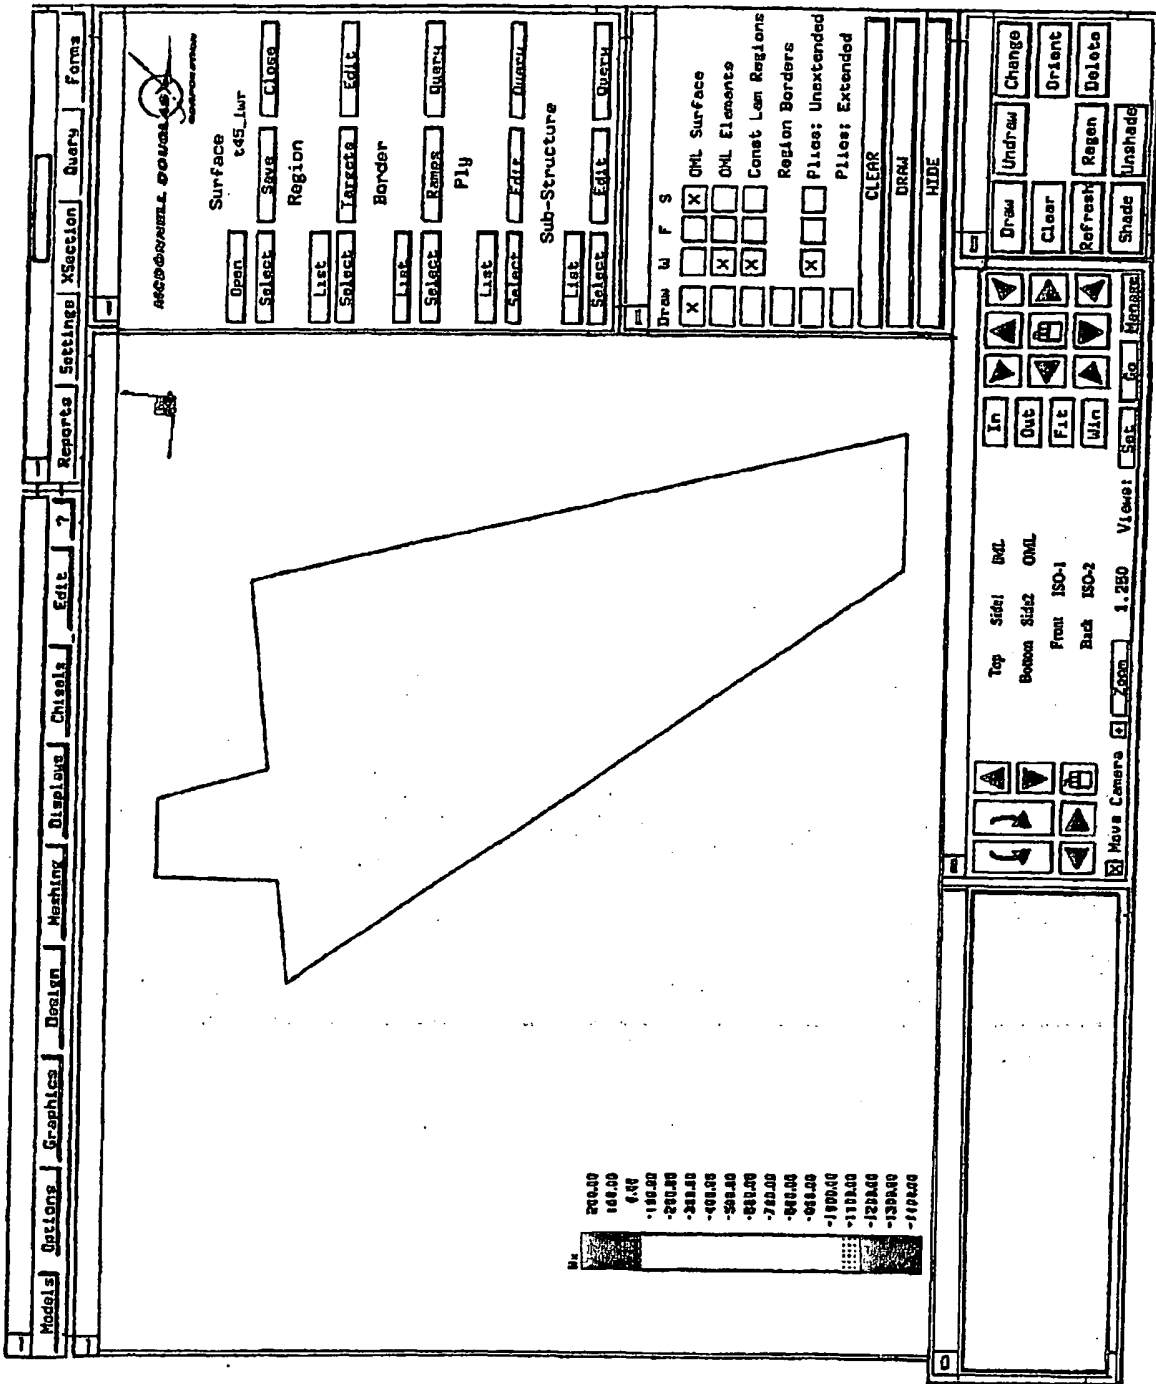 Models Options Graphics Design Meshing Displays Chisels Edit ?
Reports Settings XSection Query Forms
MCDONNELL DOUGLAS
CORPORATION
Surface
Open t45_lwr
Select Save Close
Region
List
Select Targets Edit
Border
List
Select Ramps Query
Ply
List
Select Edit Query
Sub-Structure
List
Select Edit Query
Draw W F S
X X OML Surface
X OML Elements
X Const Lam Regions
Region Borders
X Plies: Unextended
Plies: Extended
CLEAR
DRAW
HIDE
Nx
200.00
100.00
0.00
-100.00
-200.00
-300.00
-400.00
-500.00
-600.00
-700.00
-800.00
-900.00
-1000.00
-1100.00
-1200.00
-1300.00
-1400.00
Top Side1 IML
Bottom Side2 OML
Front ISO-1
Back ISO-2
In
Out
Fit
Win
X Move Camera + Zoom 1.250 Views: Set Go Manage
Draw Undraw Change
Clear Orient
Refresh Regen Delete
Shade Unshade